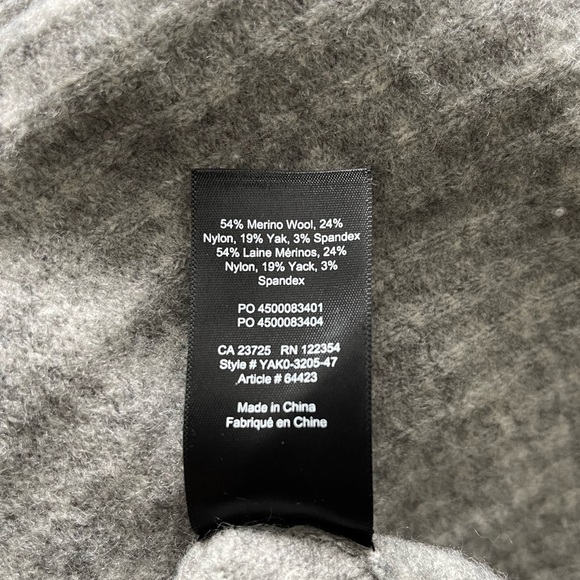 54% Merino Wool, 24%
Nylon, 19% Yak, 3% Spandex
54% Laine Mérinos, 24%
Nylon, 19% Yack, 3%
Spandex
PO 4500083401
PO 4500083404
CA 23725 RN 122354
Style # YAK0-3205-47
Article # 64423
Made in China
Fabriqué en Chine